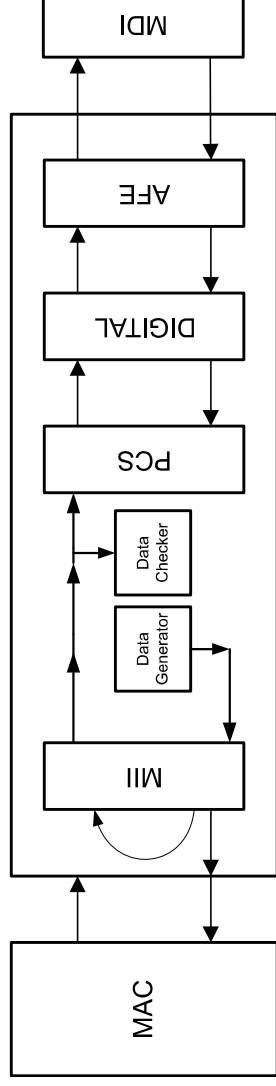 MAC
MII
Data
Generator
Data
Checker
PCS
DIGITAL
AFE
MDI